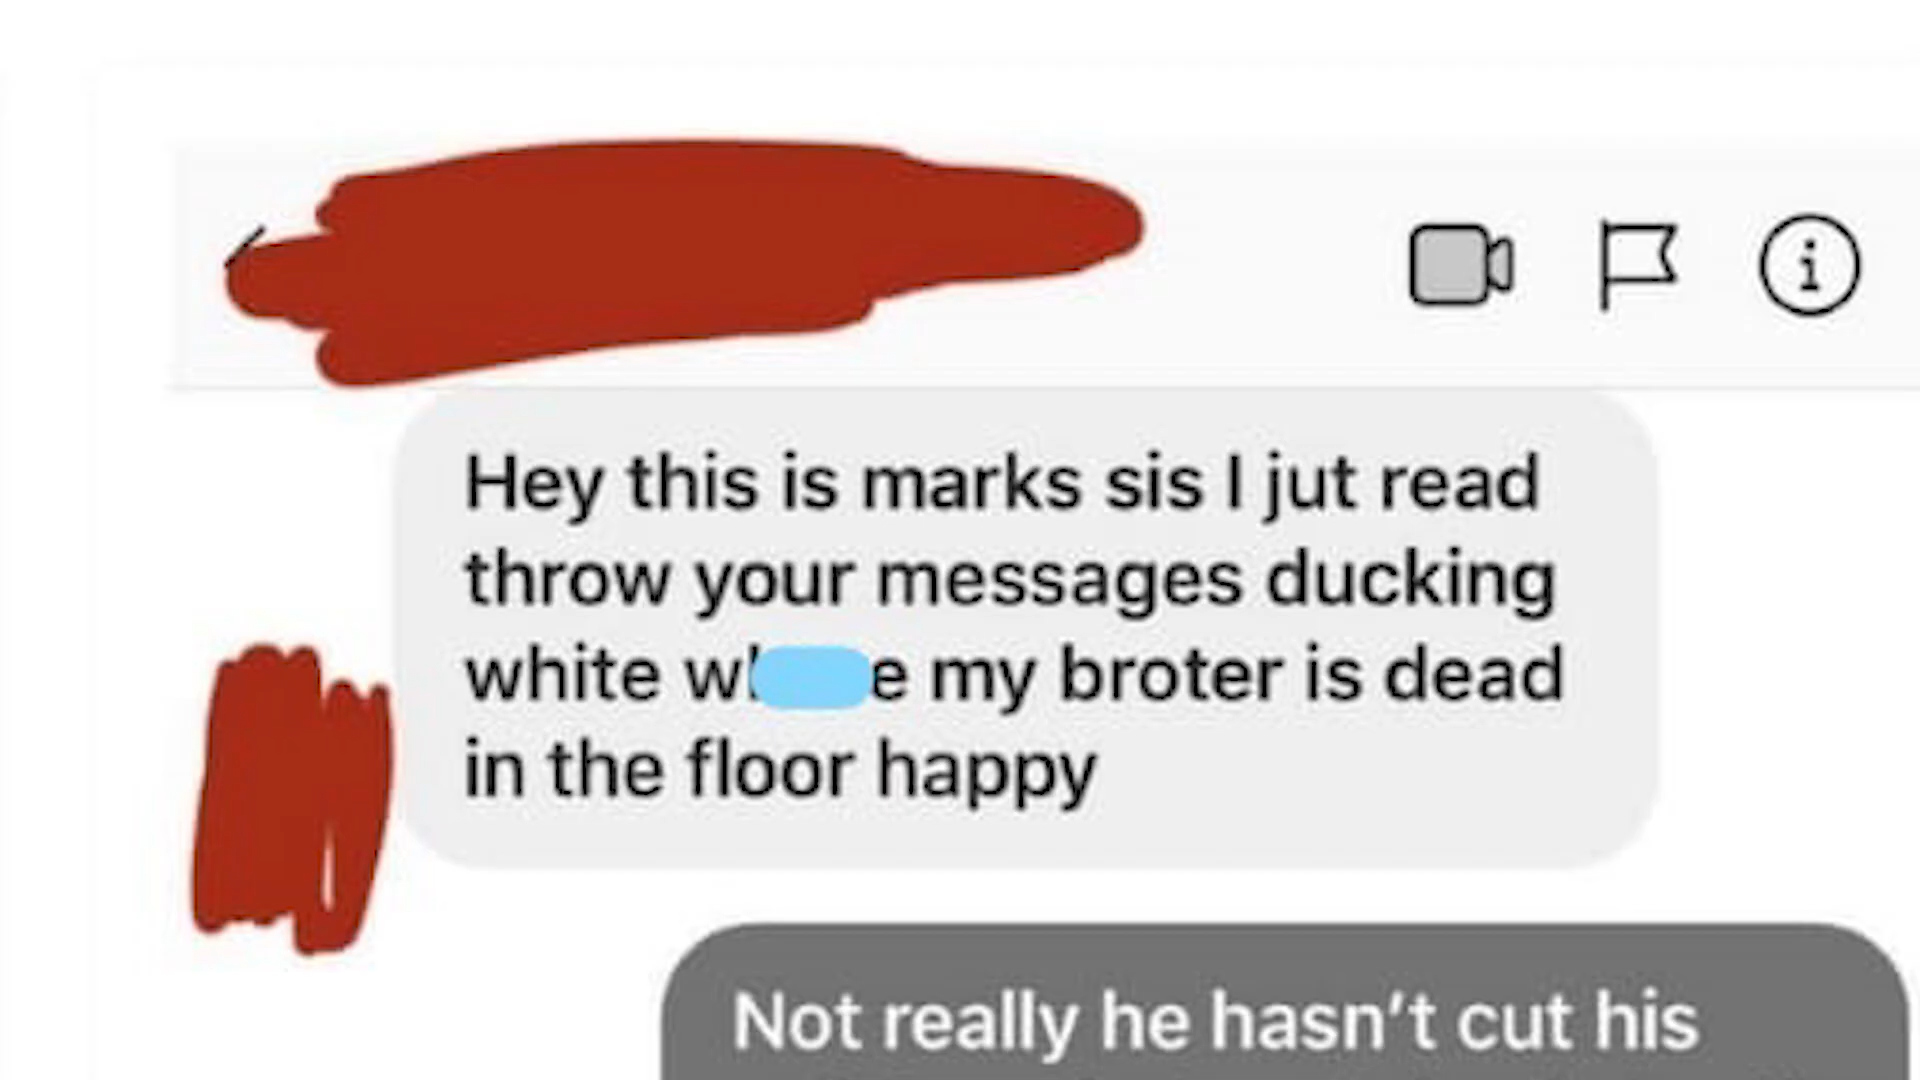 Hey this is marks sis I jut read
throw your messages ducking
white my broter is dead
in the floor happy
Not really he hasn't cut his